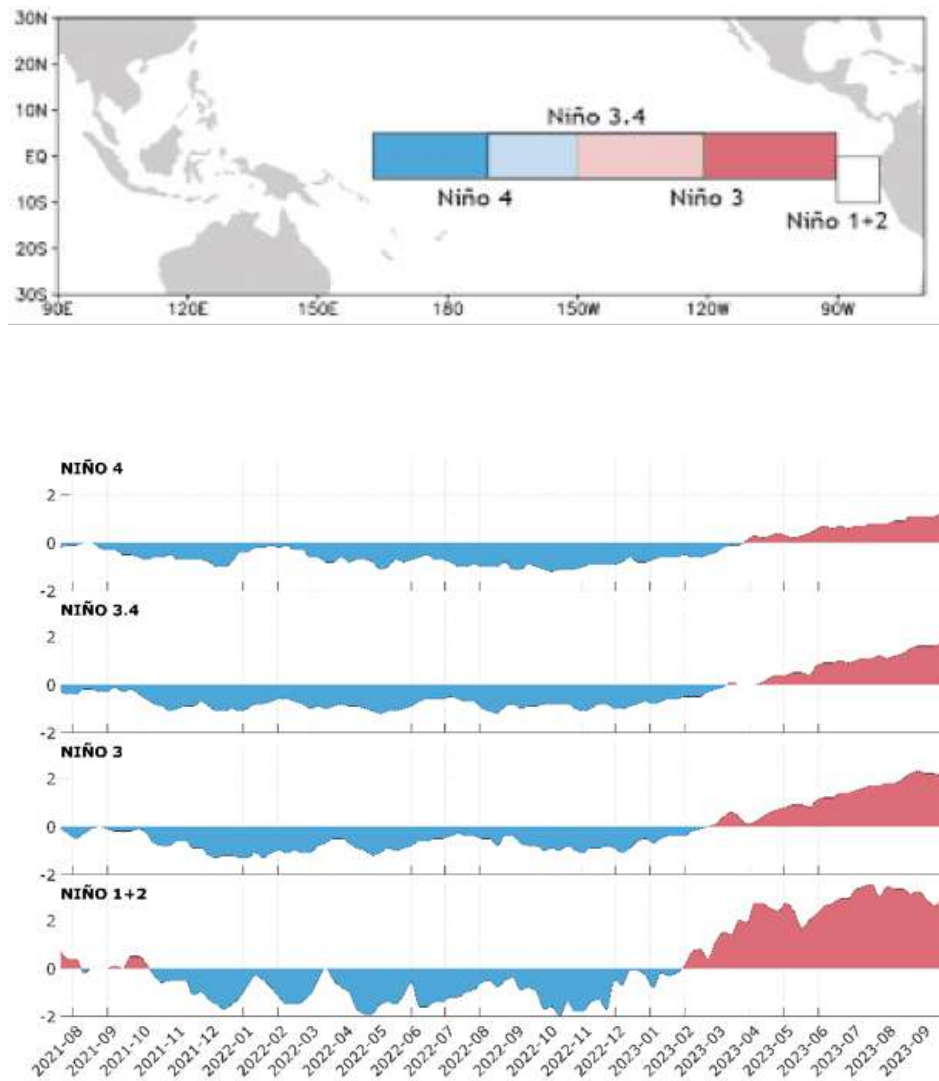 30N
20N
10N
EQ
10S
20S
30S
Niño 3.4
Niño 4
Niño 3
Niño 1+2
90E 120E 150E 180 150W 120W 90W
NIÑO 4
2
0
-2
NIÑO 3.4
2
0
-2
NIÑO 3
2
0
-2
NIÑO 1+2
2
0
-2
2021-08 2021-09 2021-10 2021-11 2021-12 2022-01 2022-02 2022-03 2022-04 2022-05 2022-06 2022-07 2022-08 2022-09 2022-10 2022-11 2022-12 2023-01 2023-02 2023-03 2023-04 2023-05 2023-06 2023-07 2023-08 2023-09